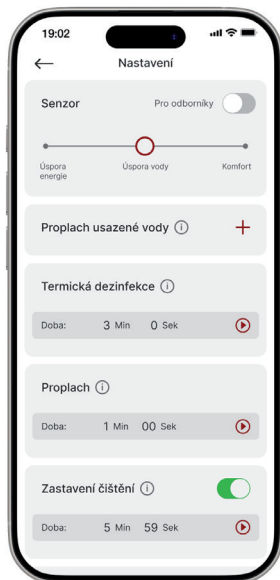 19:02
Nastavení
Senzor Pro odborníky
Úspora energie Úspora vody Komfort
Proplach usazené vody
Termická dezinfekce
Doba: 3 Min 0 Sek
Proplach
Doba: 1 Min 00 Sek
Zastavení čištění
Doba: 5 Min 59 Sek